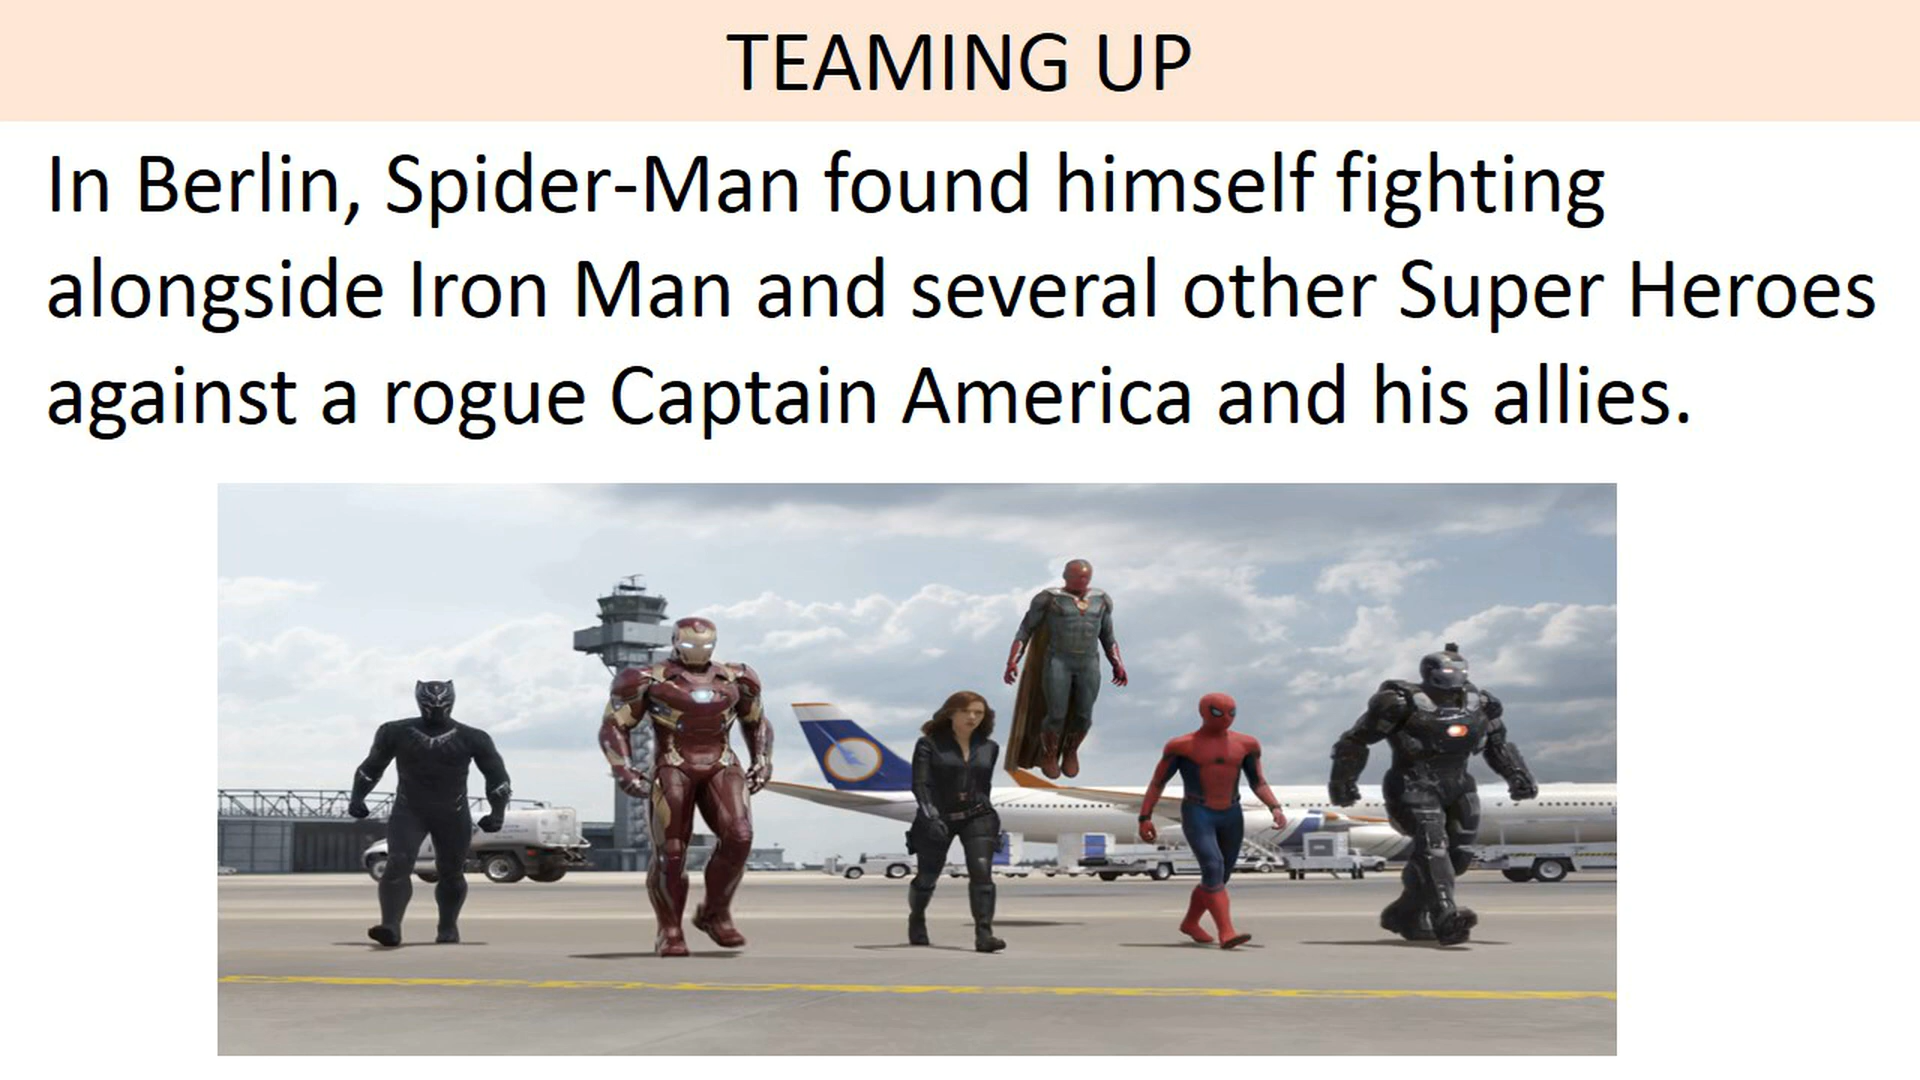 TEAMING UP
In Berlin, Spider-Man found himself fighting
alongside Iron Man and several other Super Heroes
against a rogue Captain America and his allies.